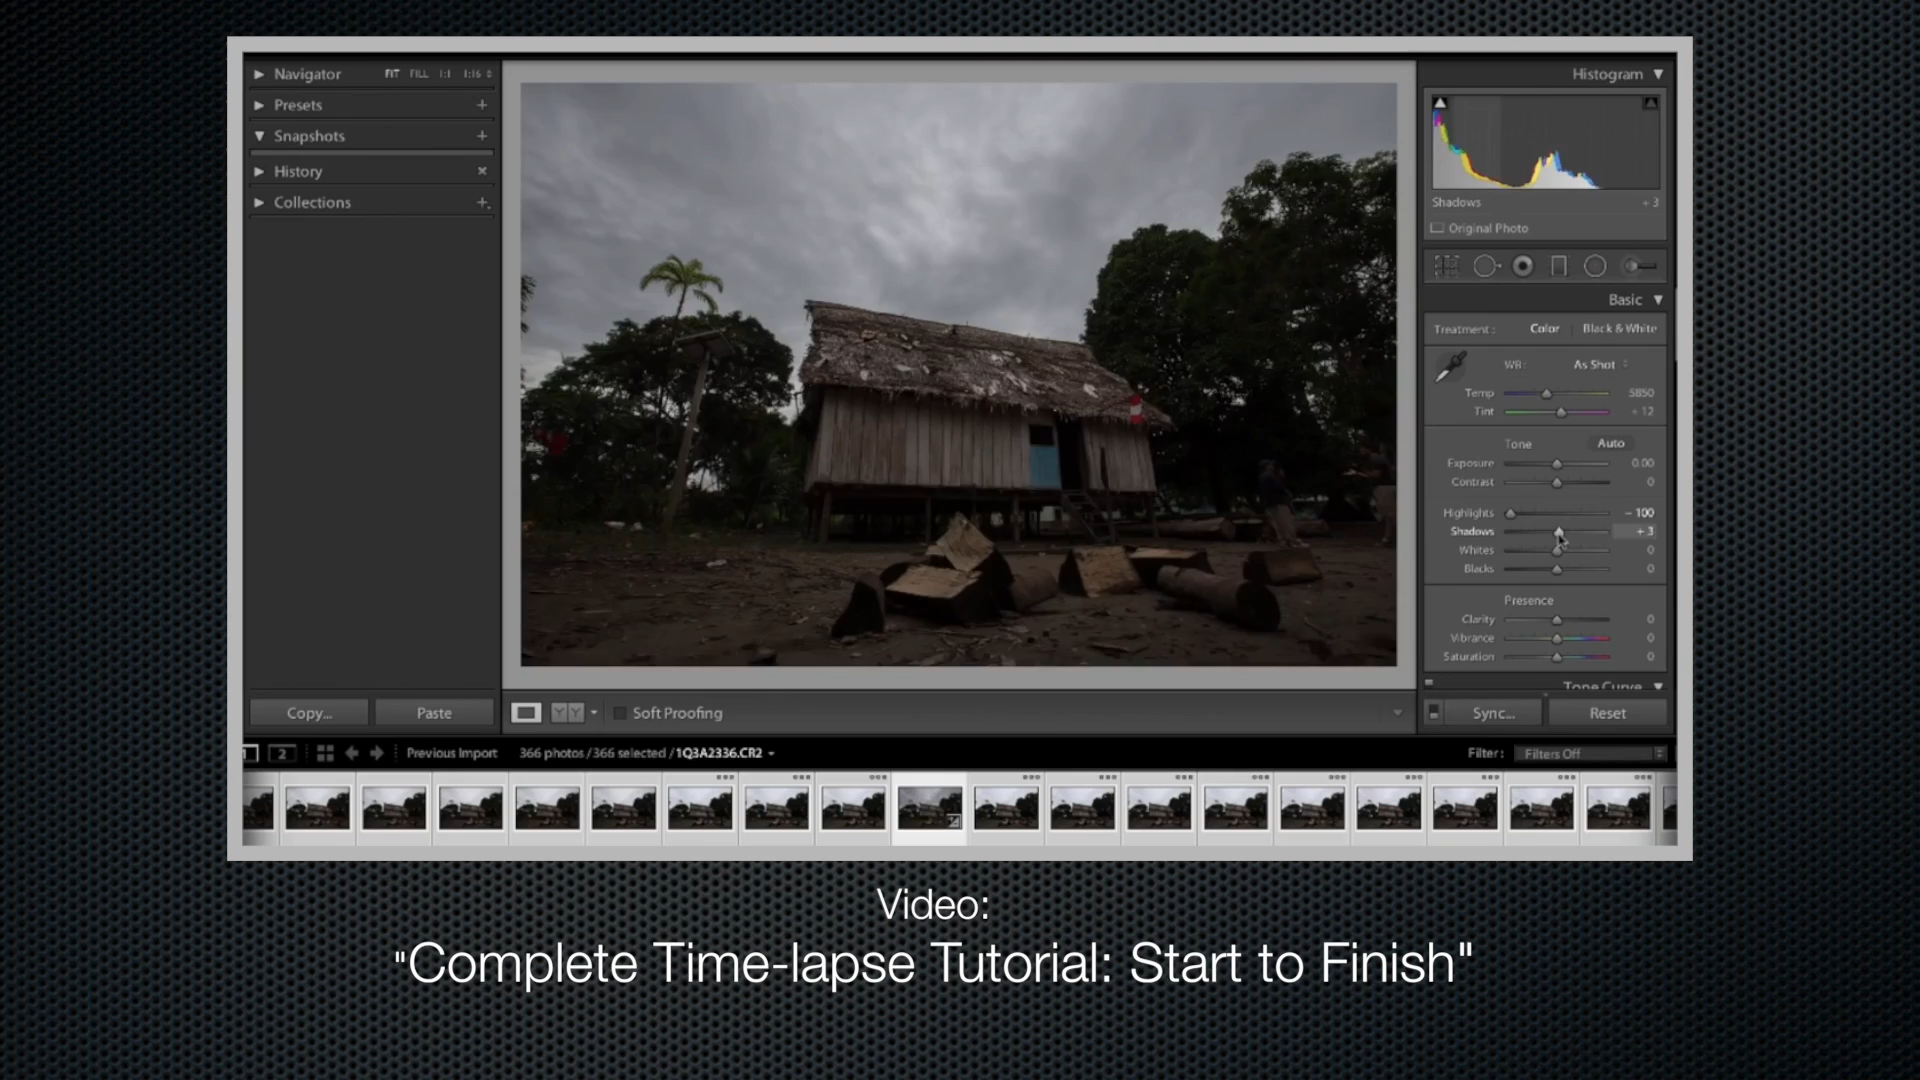 Navigator FIT FILL 1:1 1:16
Presets
Snapshots
History
Collections
Copy... Paste
Soft Proofing
Histogram
Shadows +3
Original Photo
Basic
Treatment: Color Black & White
WB: As Shot
Temp 5850
Tint +12
Tone Auto
Exposure 0.00
Contrast 0
Highlights - 100
Shadows +3
Whites 0
Blacks 0
Presence
Clarity 0
Vibrance 0
Saturation 0
Tone Curve
Sync... Reset
2 Previous Import 366 photos / 366 selected / 1Q3A2336.CR2 Filter: Filters Off
Video:
"Complete Time-lapse Tutorial: Start to Finish"